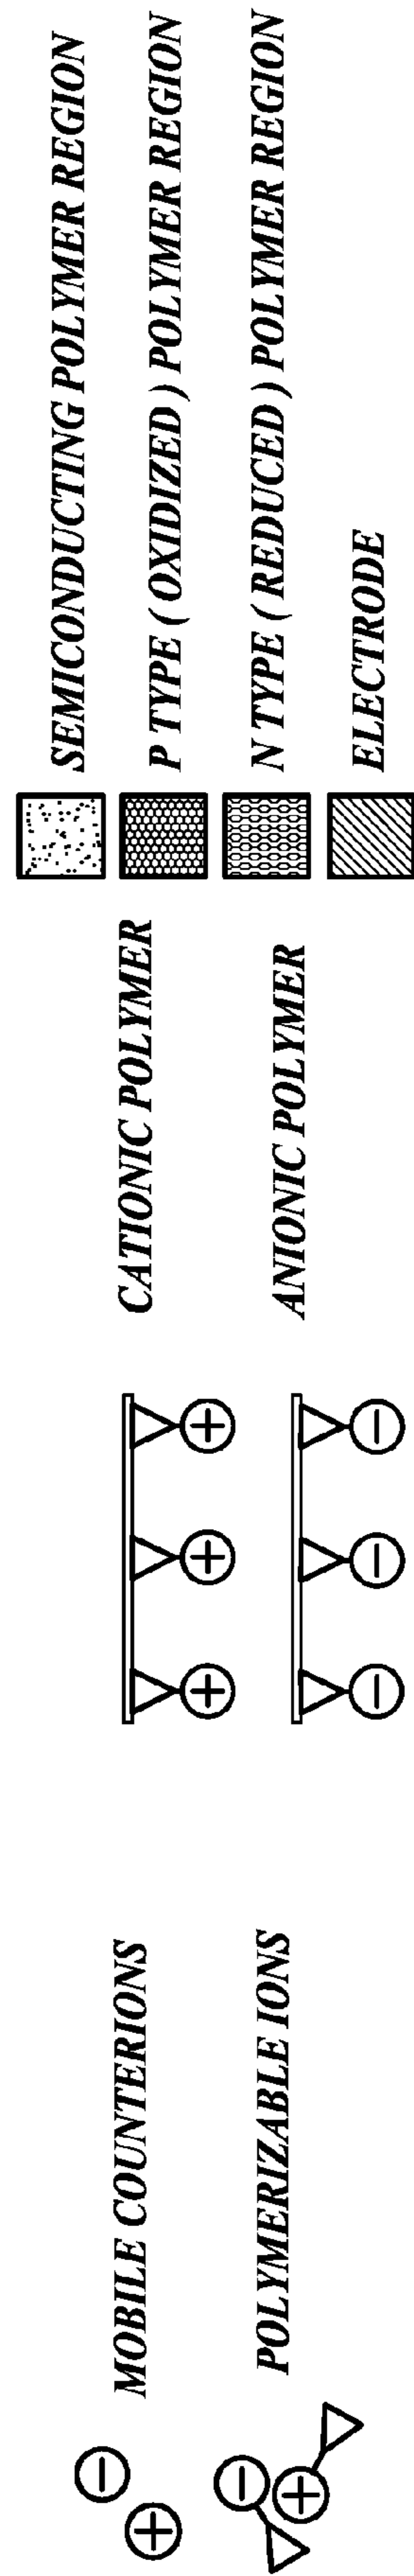 MOBILE COUNTERIONS
POLYMERIZABLE IONS
CATIONIC POLYMER
ANIONIC POLYMER
SEMICONDUCTING POLYMER REGION
P TYPE ( OXIDIZED ) POLYMER REGION
N TYPE ( REDUCED ) POLYMER REGION
ELECTRODE